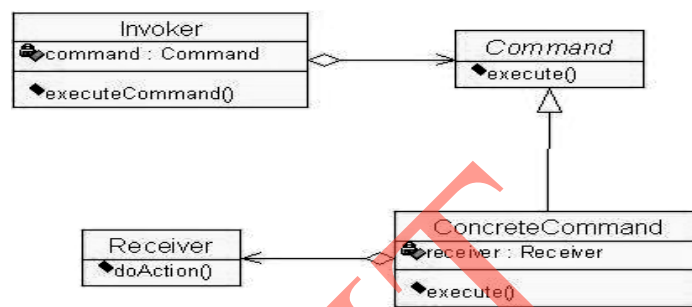 Invoker
command : Command
executeCommand()
Command
execute()
Receiver
doAction()
ConcreteCommand
receiver : Receiver
execute()